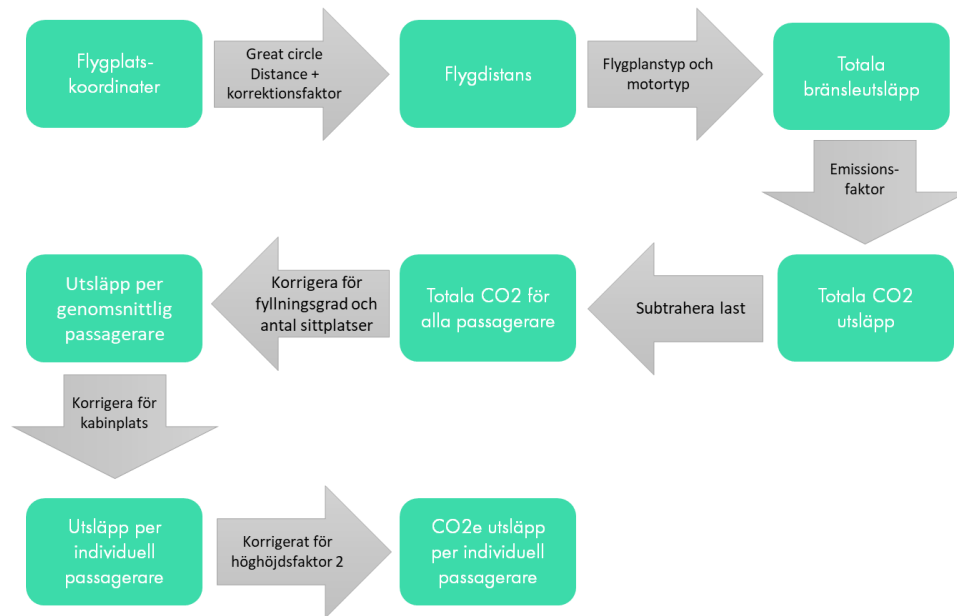 Flygplats-
koordinater
Great circle
Distance +
korrektionsfaktor
Flygdistans
Flygplanstyp och
motortyp
Totala
bränsleutsläpp
Emissions-
faktor
Totala CO2
utsläpp
Subtrahera last
Totala CO2 för
alla passagerare
Korrigera för
fyllningsgrad och
antal sittplatser
Utsläpp per
genomsnittlig
passagerare
Korrigera för
kabinplats
Utsläpp per
individuell
passagerare
Korrigerat för
höghöjdsfaktor 2
CO2e utsläpp
per individuell
passagerare